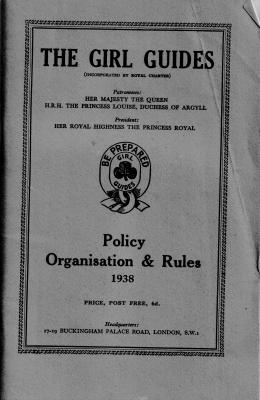 THE GIRL GUIDES
(INCORPORATED BY ROYAL CHARTER)
Patronesses:
HER MAJESTY THE QUEEN
H.R.H. THE PRINCESS LOUISE, DUCHESS OF ARGYLL
President:
HER ROYAL HIGHNESS THE PRINCESS ROYAL
BE PREPARED
GIRL
GUIDES
Policy
Organisation & Rules
1938
PRICE, POST FREE, 6d.
Headquarters:
17-19 BUCKINGHAM PALACE ROAD, LONDON, S.W.1